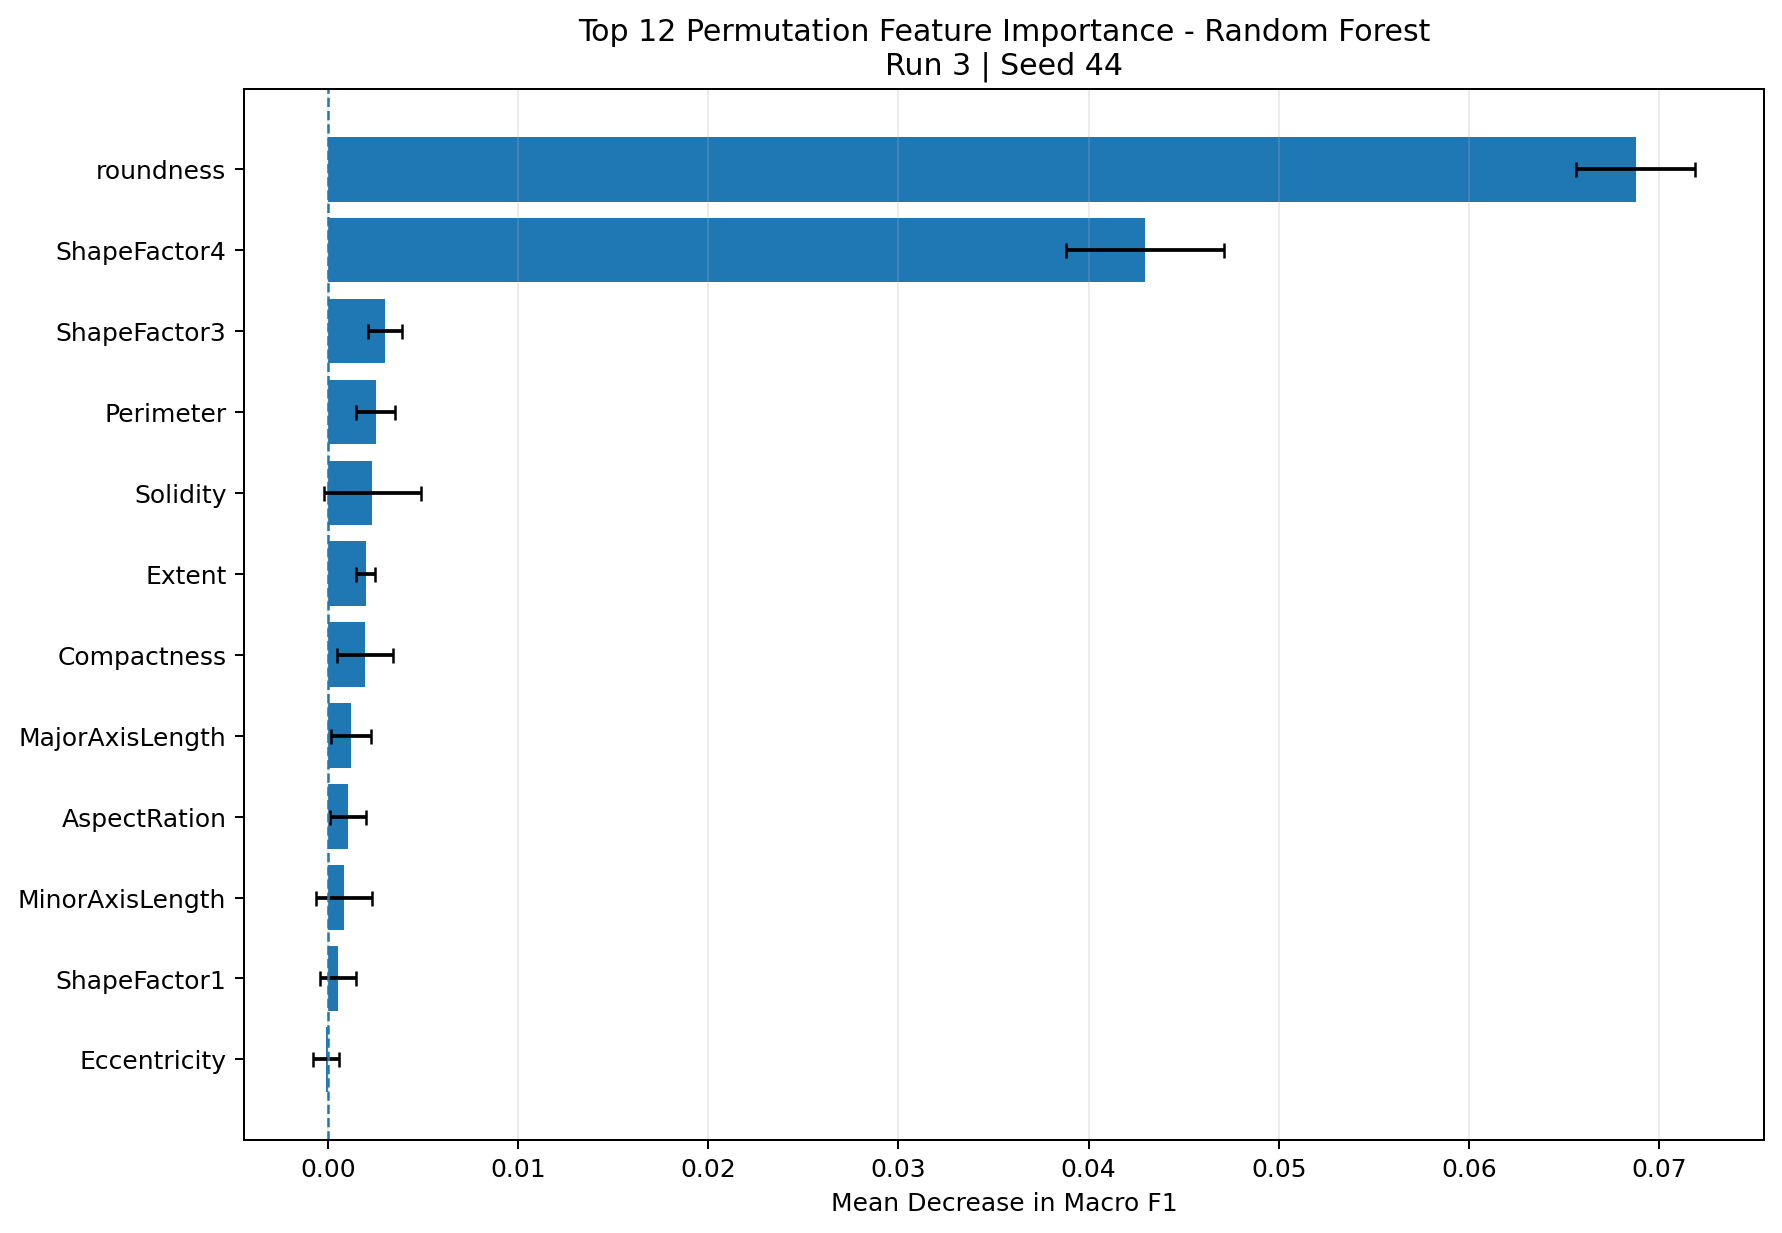 Top 12 Permutation Feature Importance - Random Forest
Run 3 | Seed 44
roundness
ShapeFactor4
ShapeFactor3
Perimeter
Solidity
Extent
Compactness
MajorAxisLength
AspectRation
MinorAxisLength
ShapeFactor1
Eccentricity
0.00 0.01 0.02 0.03 0.04 0.05 0.06 0.07
Mean Decrease in Macro F1